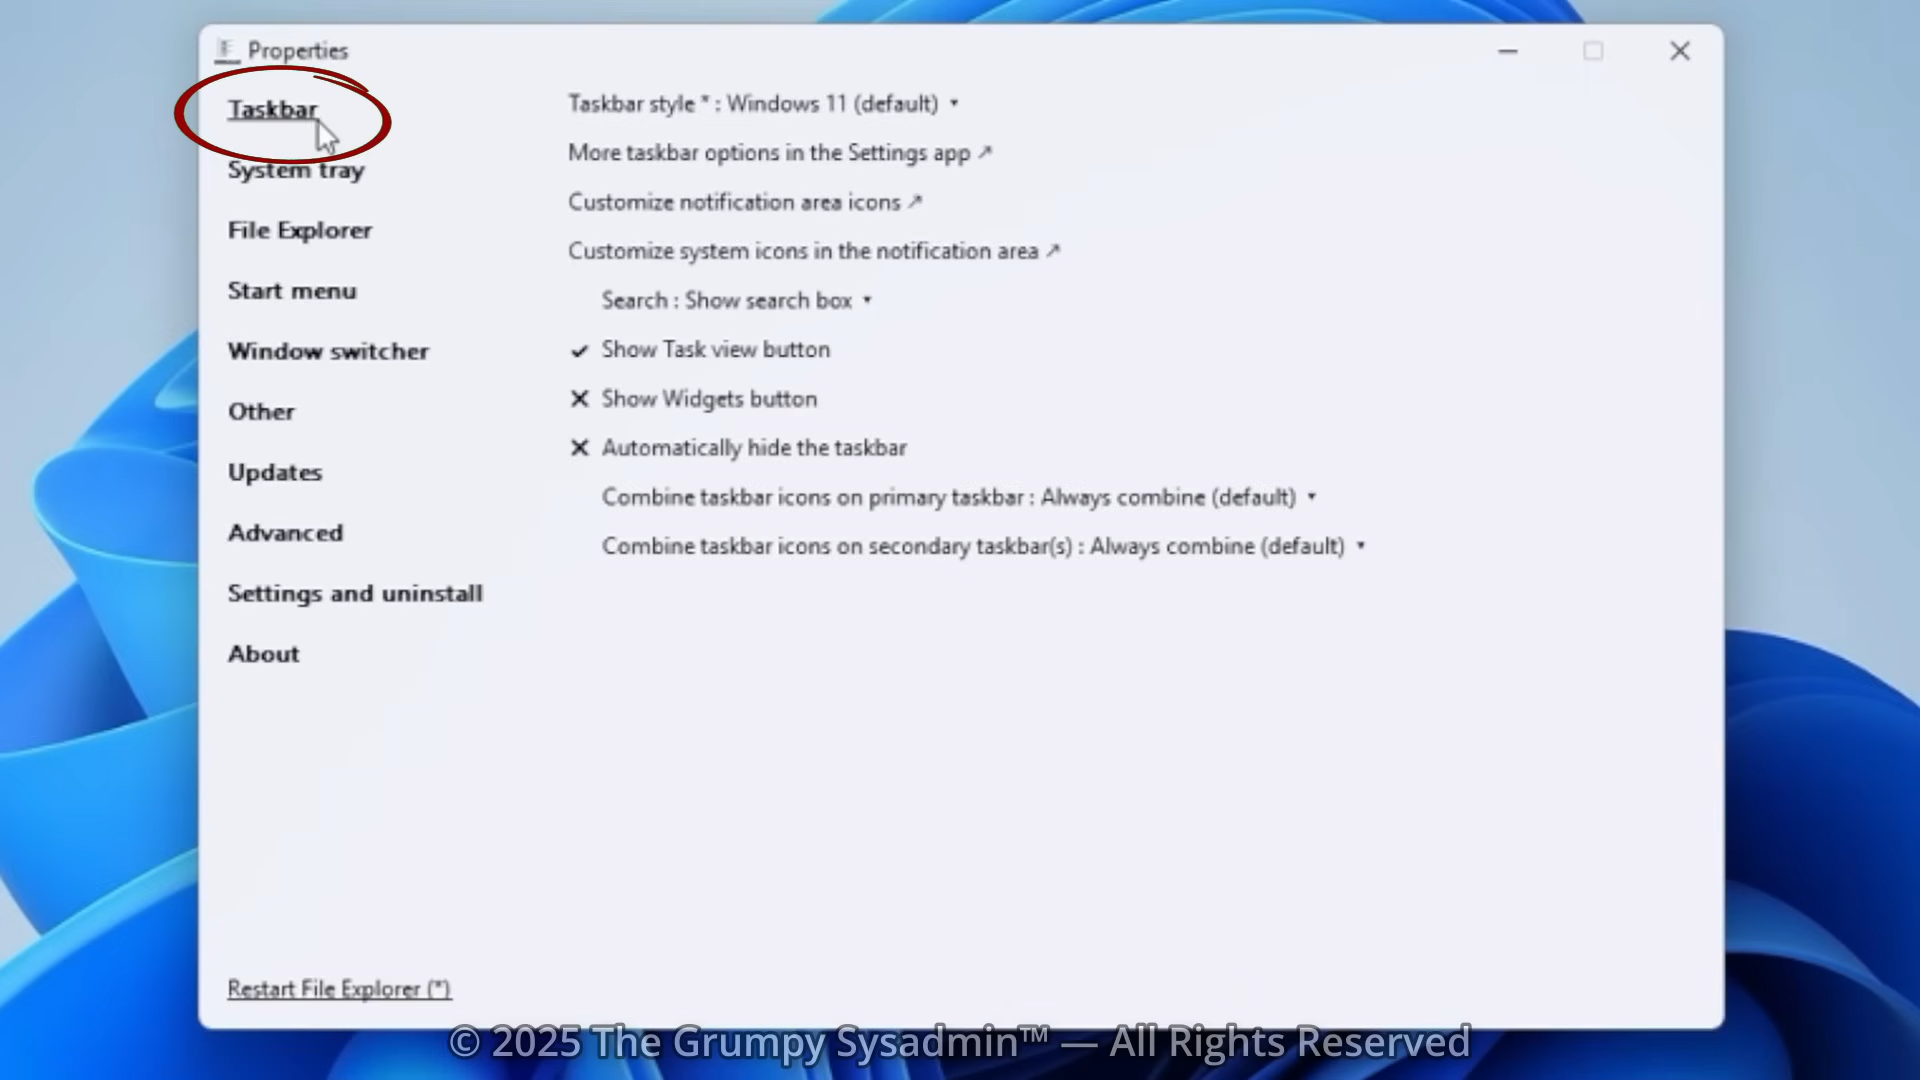 Properties
Taskbar
System tray
File Explorer
Start menu
Window switcher
Other
Updates
Advanced
Settings and uninstall
About
Taskbar style * : Windows 11 (default)
More taskbar options in the Settings app ↗
Customize notification area icons ↗
Customize system icons in the notification area ↗
Search : Show search box
Show Task view button
Show Widgets button
Automatically hide the taskbar
Combine taskbar icons on primary taskbar : Always combine (default)
Combine taskbar icons on secondary taskbar(s) : Always combine (default)
Restart File Explorer (*)
© 2025 The Grumpy Sysadmin™ — All Rights Reserved